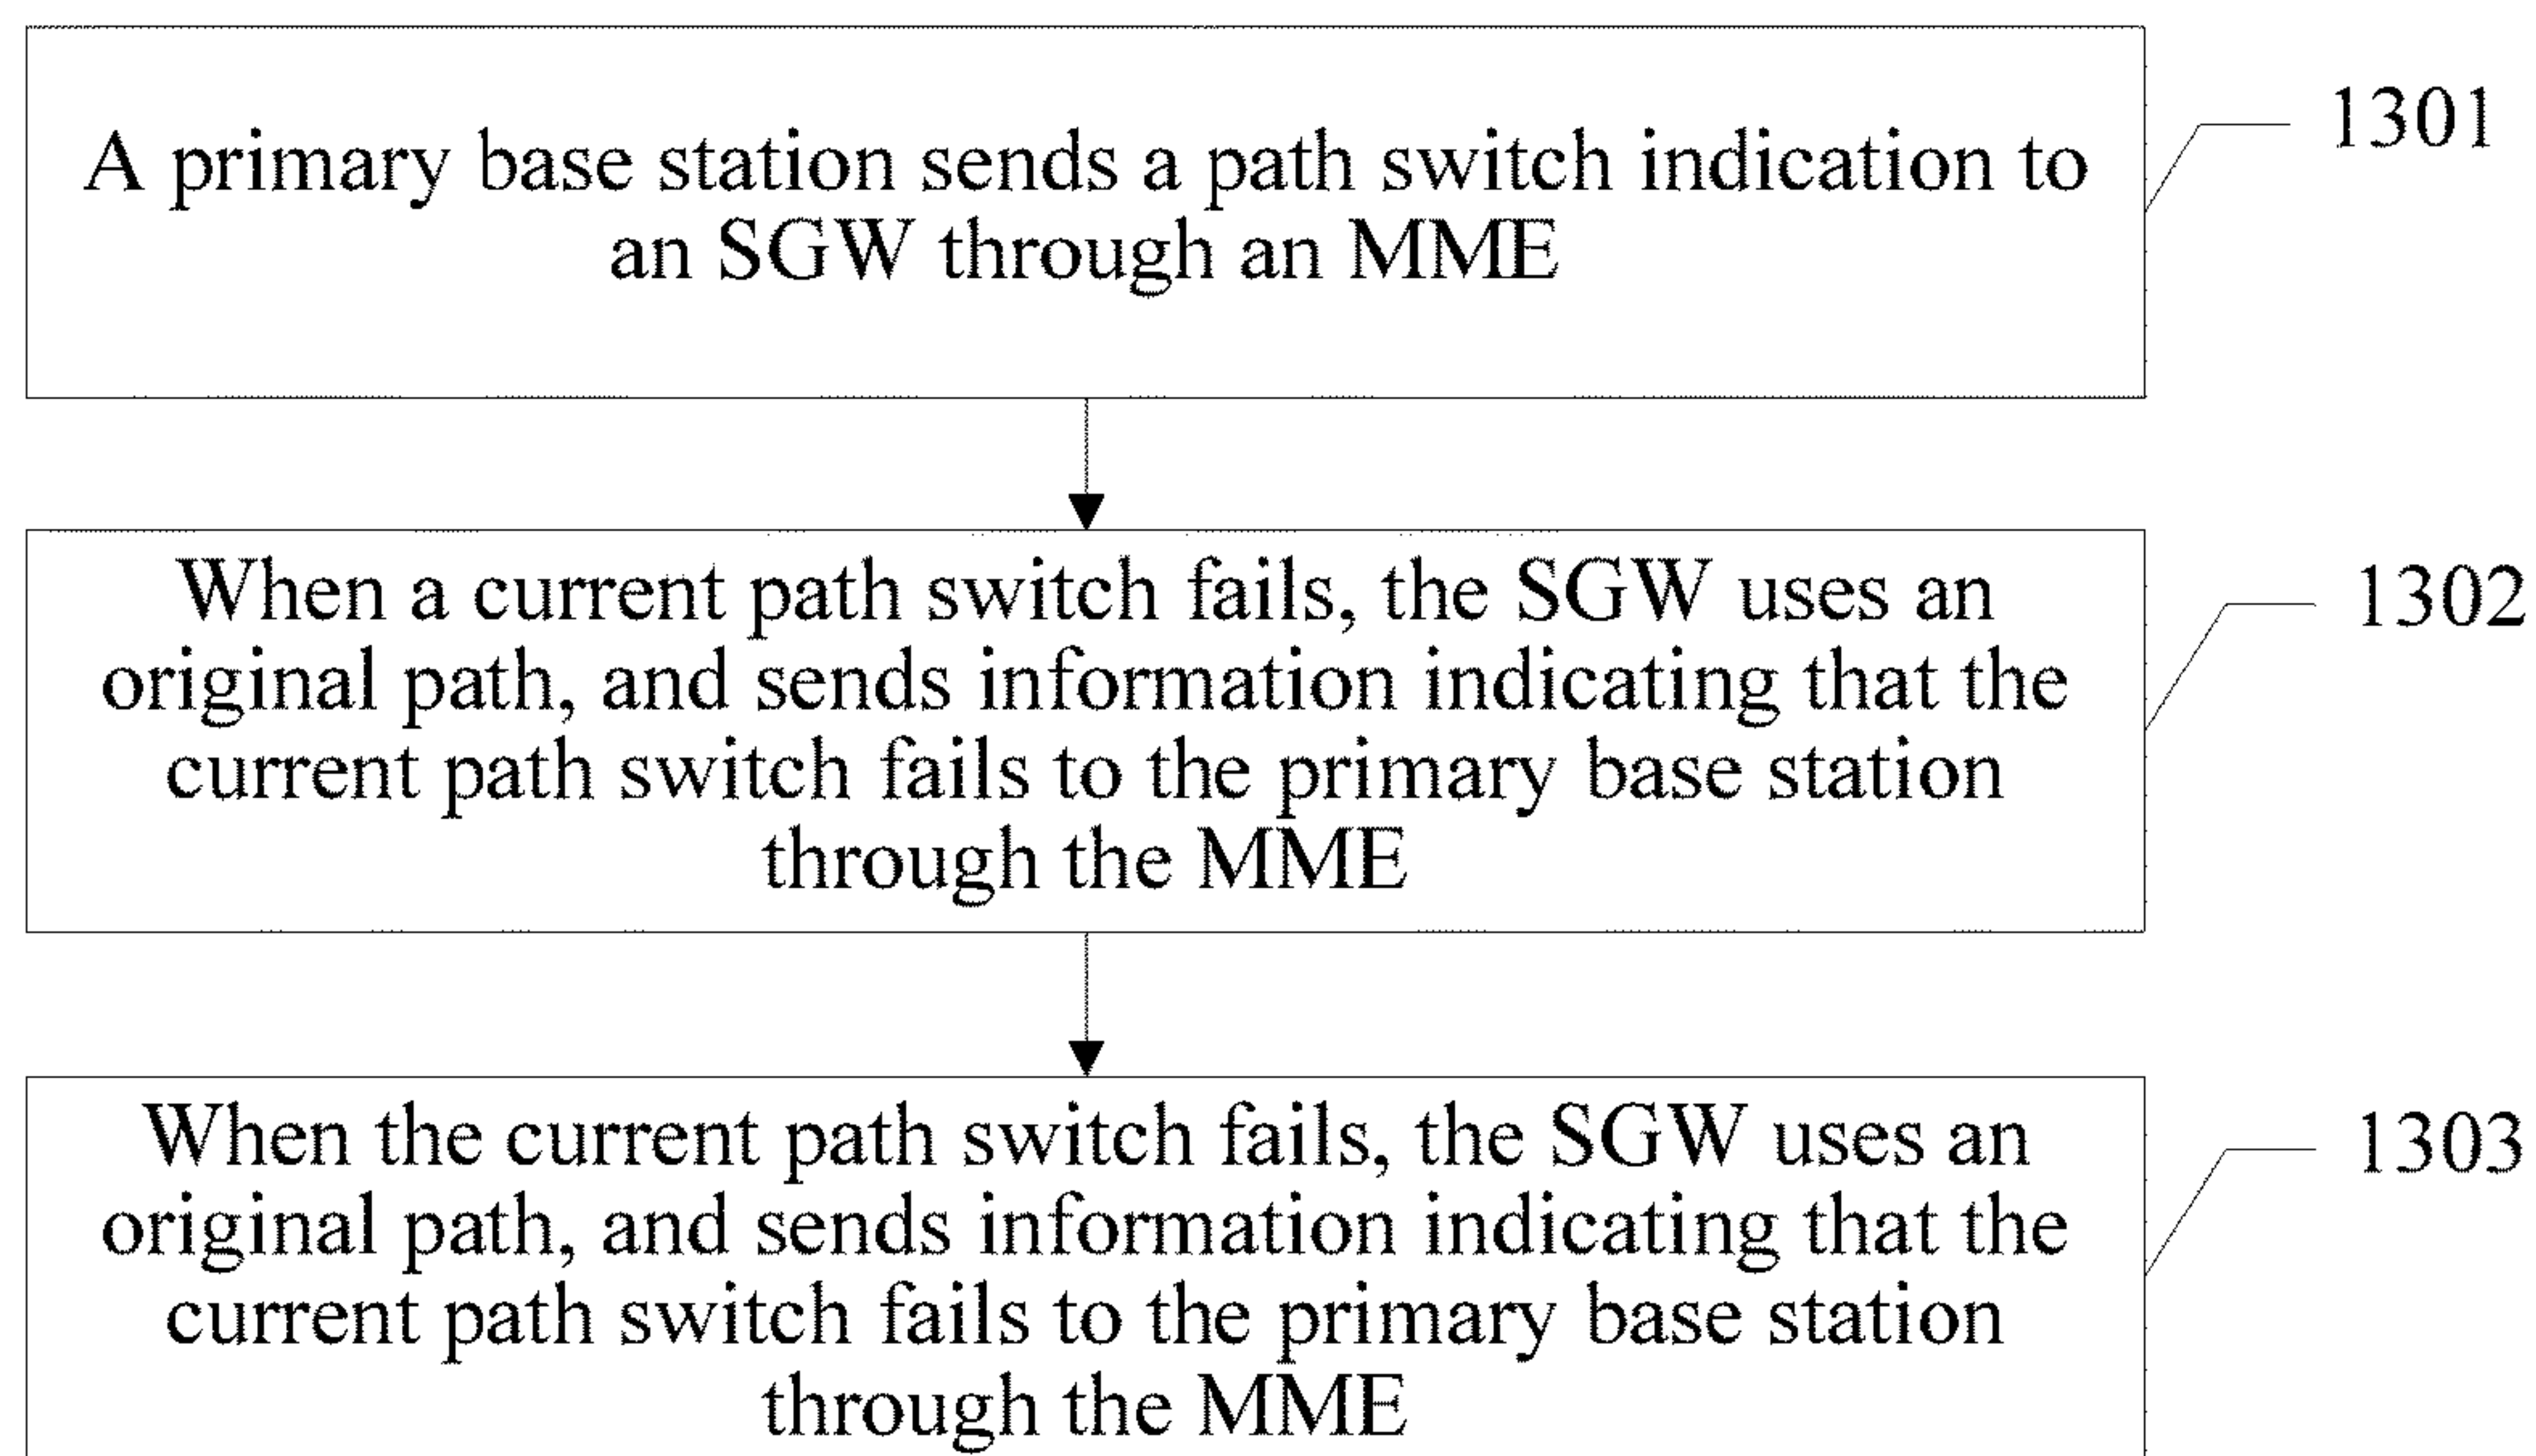 A primary base station sends a path switch indication to
an SGW through an MME
1301
When a current path switch fails, the SGW uses an
original path, and sends information indicating that the
current path switch fails to the primary base station
through the MME
1302
When the current path switch fails, the SGW uses an
original path, and sends information indicating that the
current path switch fails to the primary base station
through the MME
1303